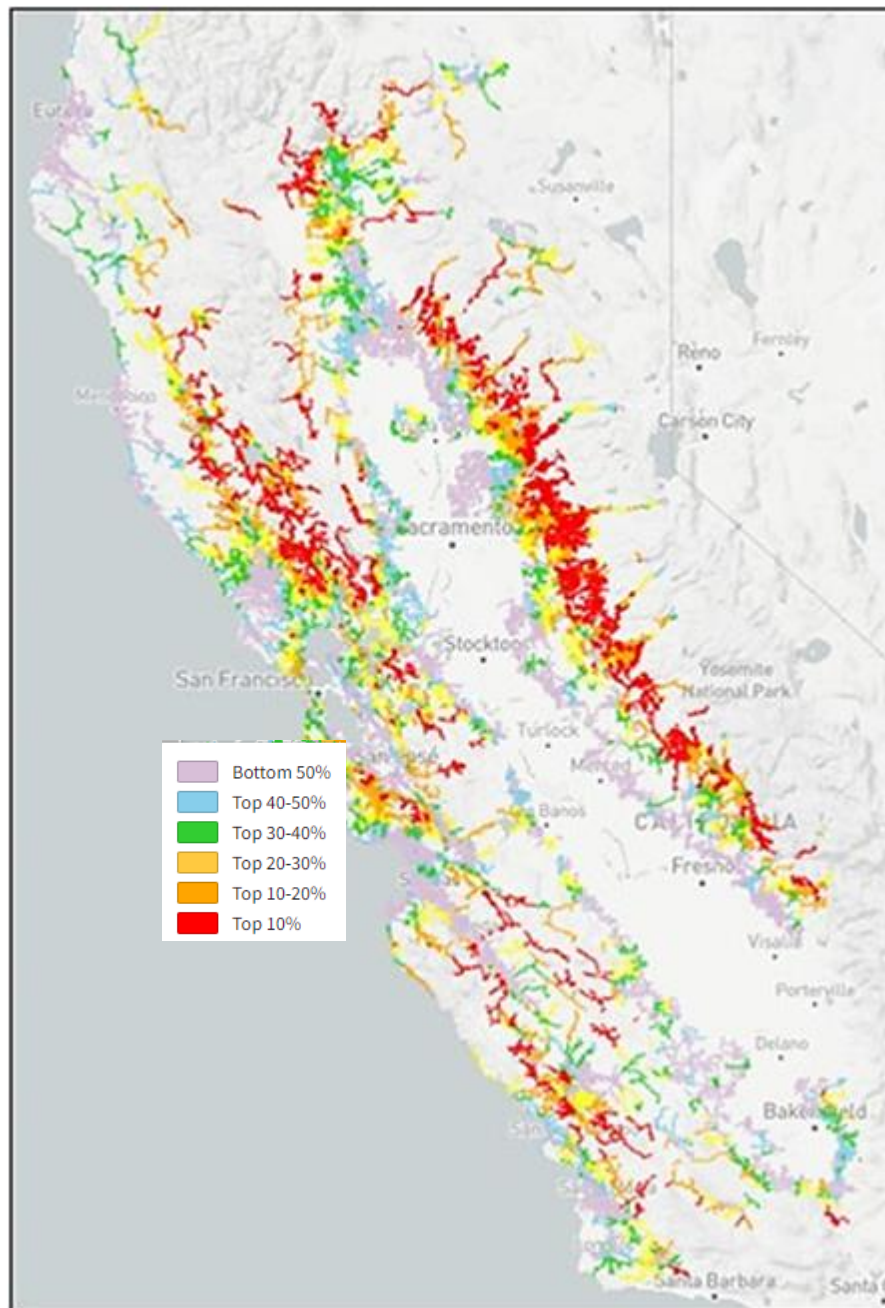 Susanville
Reno
Fernley
Carson City
Sacramento
Stockton
San Francisco
Yosemite
National Park
Turlock
Merced
Banos
Fresno
Visalia
Porterville
Delano
Bakersfield
Santa Barbara
Bottom 50%
Top 40-50%
Top 30-40%
Top 20-30%
Top 10-20%
Top 10%